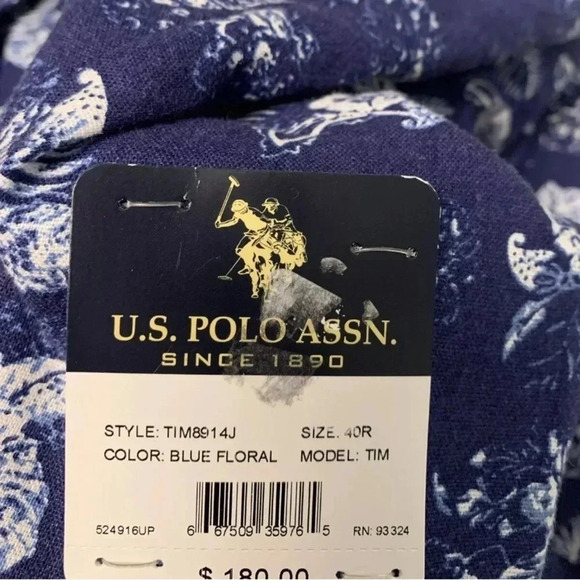 U.S. POLO ASSN.
SINCE 1890
STYLE: TIM8914J SIZE: 40R
COLOR: BLUE FLORAL MODEL: TIM
524916UP 6 67509 35976 5 RN: 93324
$ 180.00